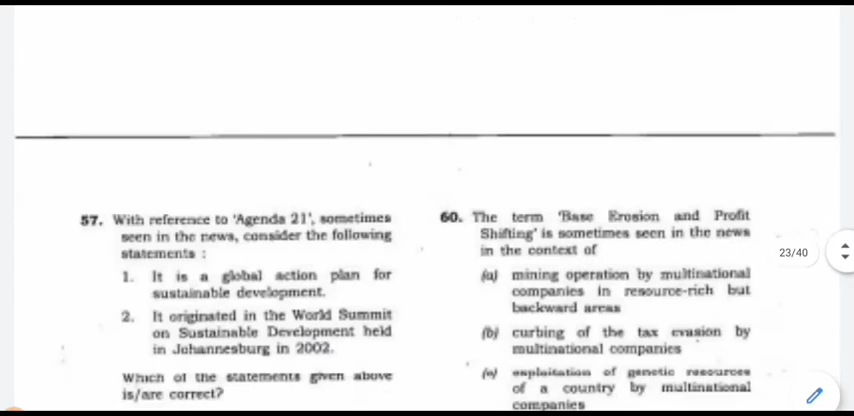 57. With reference to 'Agenda 21', sometimes
seen in the news, consider the following
statements :
1. It is a global action plan for
sustainable development.
2. It originated in the World Summit
on Sustainable Development held
in Johannesburg in 2002.
Which of the statements given above
is/are correct?
60. The term 'Base Erosion and Profit
Shifting' is sometimes seen in the news
in the context of
(a) mining operation by multinational
companies in resource-rich but
backward areas
(b) curbing of the tax evasion by
multinational companies
(c) exploitation of genetic resources
of a country by multinational
companies
23/40